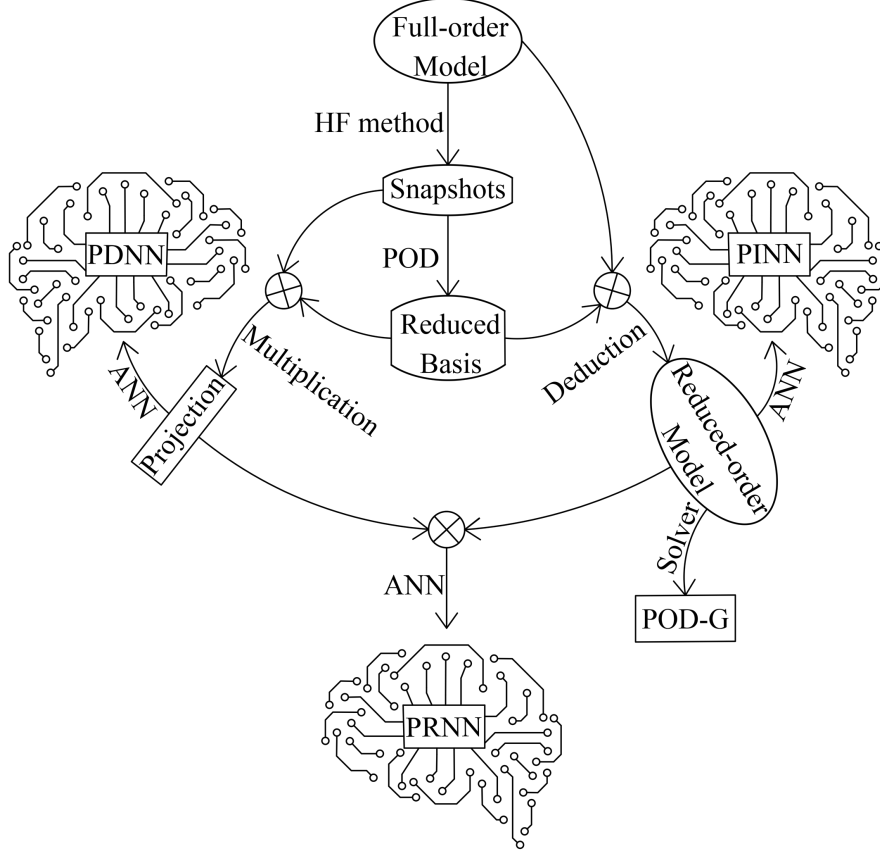 Full-order
Model
HF method
Snapshots
PDNN
PINN
POD
Reduced
Basis
Multiplication
Deduction
ANN
Projection
Reduced-order
Model
ANN
Solver
ANN
POD-G
PRNN